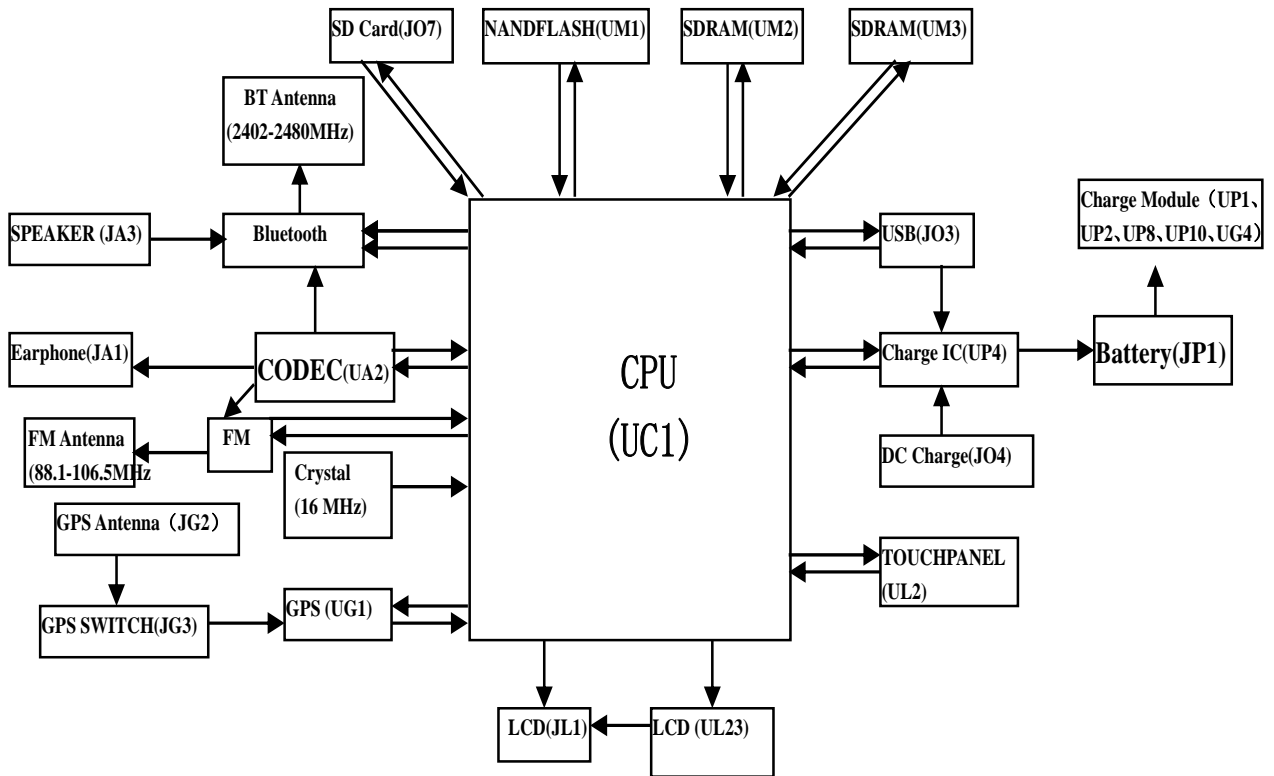 SD Card(JO7)
NANDFLASH(UM1)
SDRAM(UM2)
SDRAM(UM3)
BT Antenna
(2402-2480MHz)
Charge Module（UP1、
UP2、UP8、UP10、UG4）
SPEAKER (JA3)
Bluetooth
USB(JO3)
Earphone(JA1)
CODEC(UA2)
CPU
(UC1)
Charge IC(UP4)
Battery(JP1)
FM Antenna
(88.1-106.5MHz
FM
DC Charge(JO4)
Crystal
(16 MHz)
GPS Antenna（JG2）
TOUCHPANEL
(UL2)
GPS SWITCH(JG3)
GPS (UG1)
LCD(JL1)
LCD (UL23)